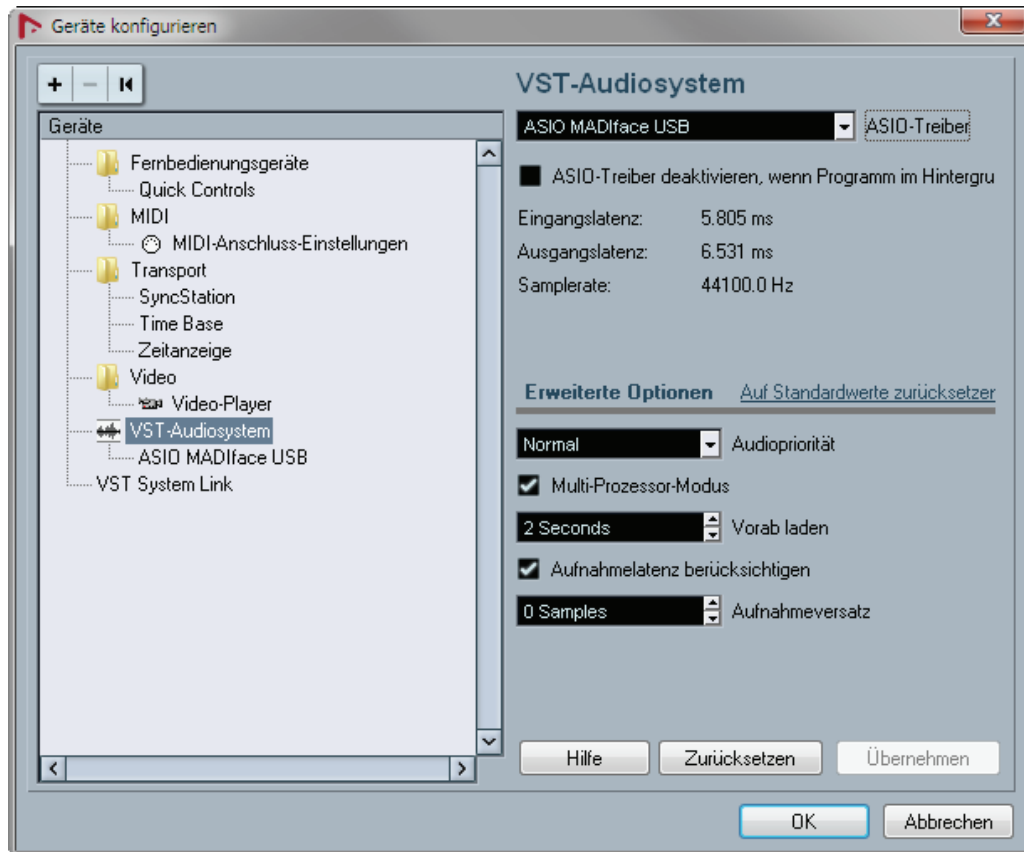 Geräte konfigurieren
Geräte
Fernbedienungsgeräte
Quick Controls
MIDI
MIDI-Anschluss-Einstellungen
Transport
SyncStation
Time Base
Zeitanzeige
Video
Video-Player
VST-Audiosystem
ASIO MADIface USB
VST System Link
VST-Audiosystem
ASIO MADIface USB ASIO-Treiber
ASIO-Treiber deaktivieren, wenn Programm im Hintergru
Eingangslatenz: 5.805 ms
Ausgangslatenz: 6.531 ms
Samplerate: 44100.0 Hz
Erweiterte Optionen Auf Standardwerte zurücksetzer
Normal Audiopriorität
Multi-Prozessor-Modus
2 Seconds Vorab laden
Aufnahmelatenz berücksichtigen
0 Samples Aufnahmeversatz
Hilfe Zurücksetzen Übernehmen
OK Abbrechen